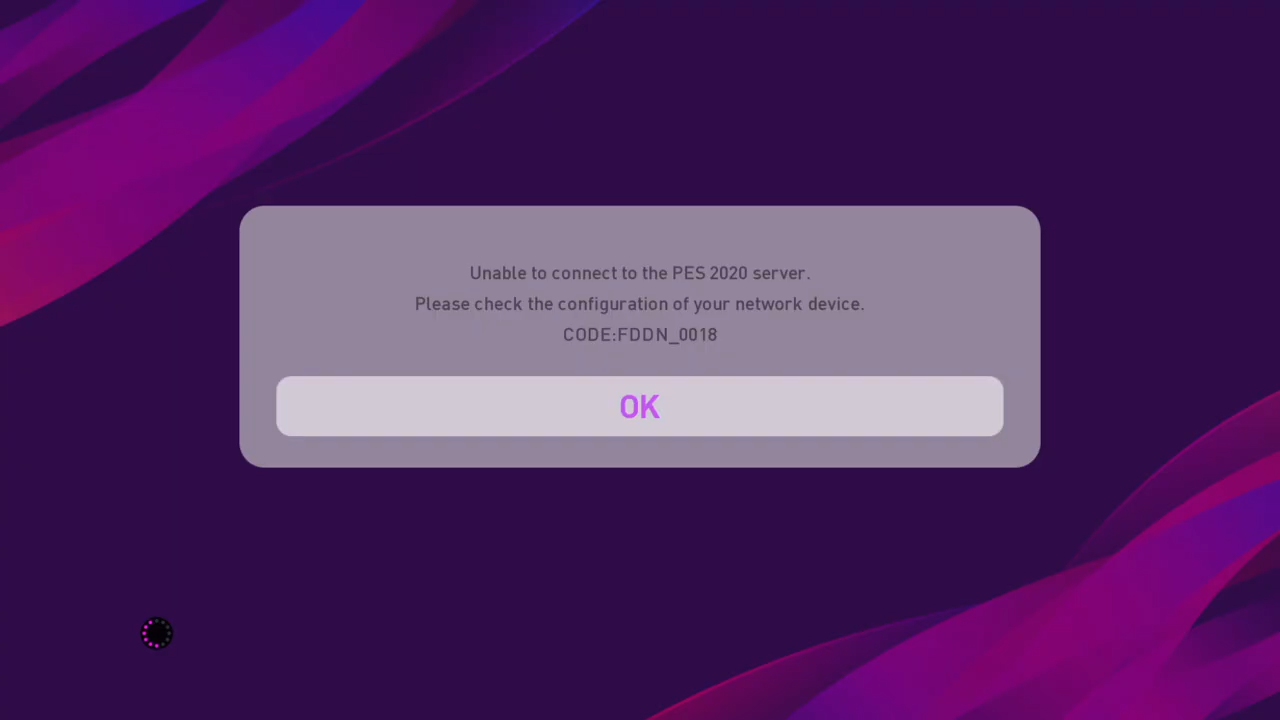 Unable to connect to the PES 2020 server.
Please check the configuration of your network device.
CODE:FDDN_0018
OK